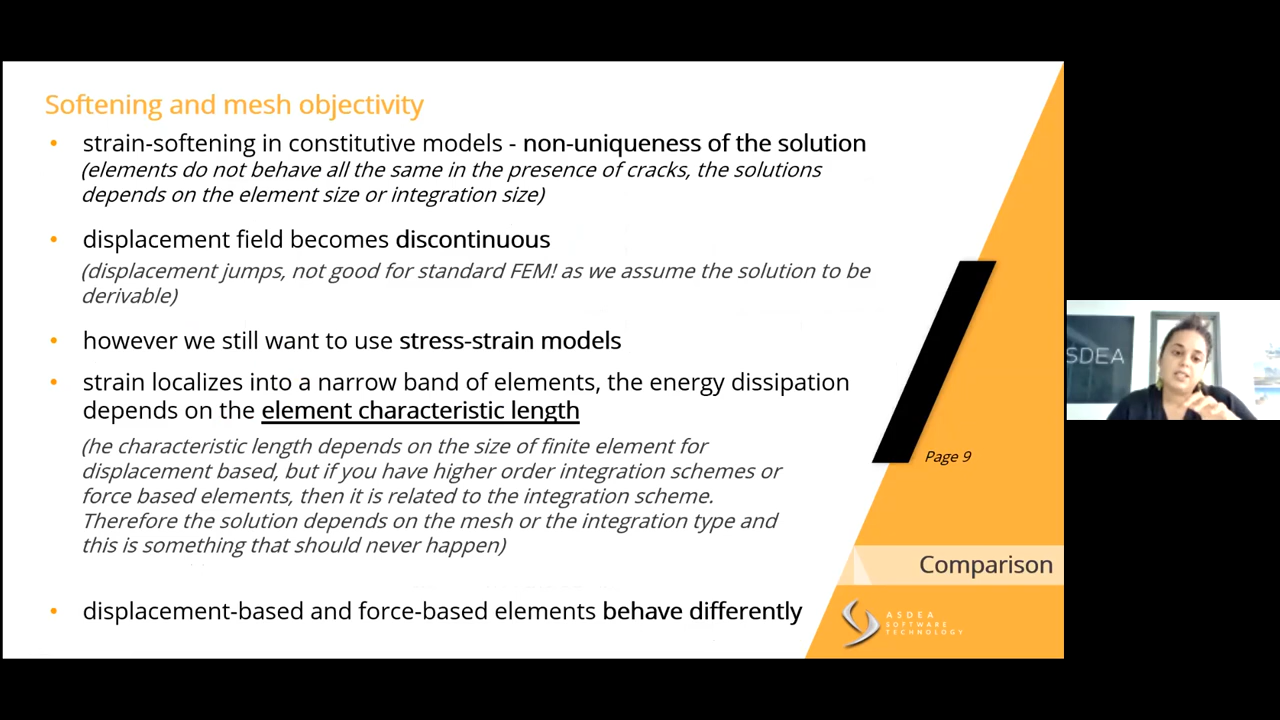 Softening and mesh objectivity
• strain-softening in constitutive models - non-uniqueness of the solution
(elements do not behave all the same in the presence of cracks, the solutions
depends on the element size or integration size)
• displacement field becomes discontinuous
(displacement jumps, not good for standard FEM! as we assume the solution to be
derivable)
• however we still want to use stress-strain models
• strain localizes into a narrow band of elements, the energy dissipation
depends on the element characteristic length
(he characteristic length depends on the size of finite element for
displacement based, but if you have higher order integration schemes or
force based elements, then it is related to the integration scheme.
Therefore the solution depends on the mesh or the integration type and
this is something that should never happen)
• displacement-based and force-based elements behave differently
Page 9
Comparison
ASDEA
SOFTWARE
TECHNOLOGY
SDEA